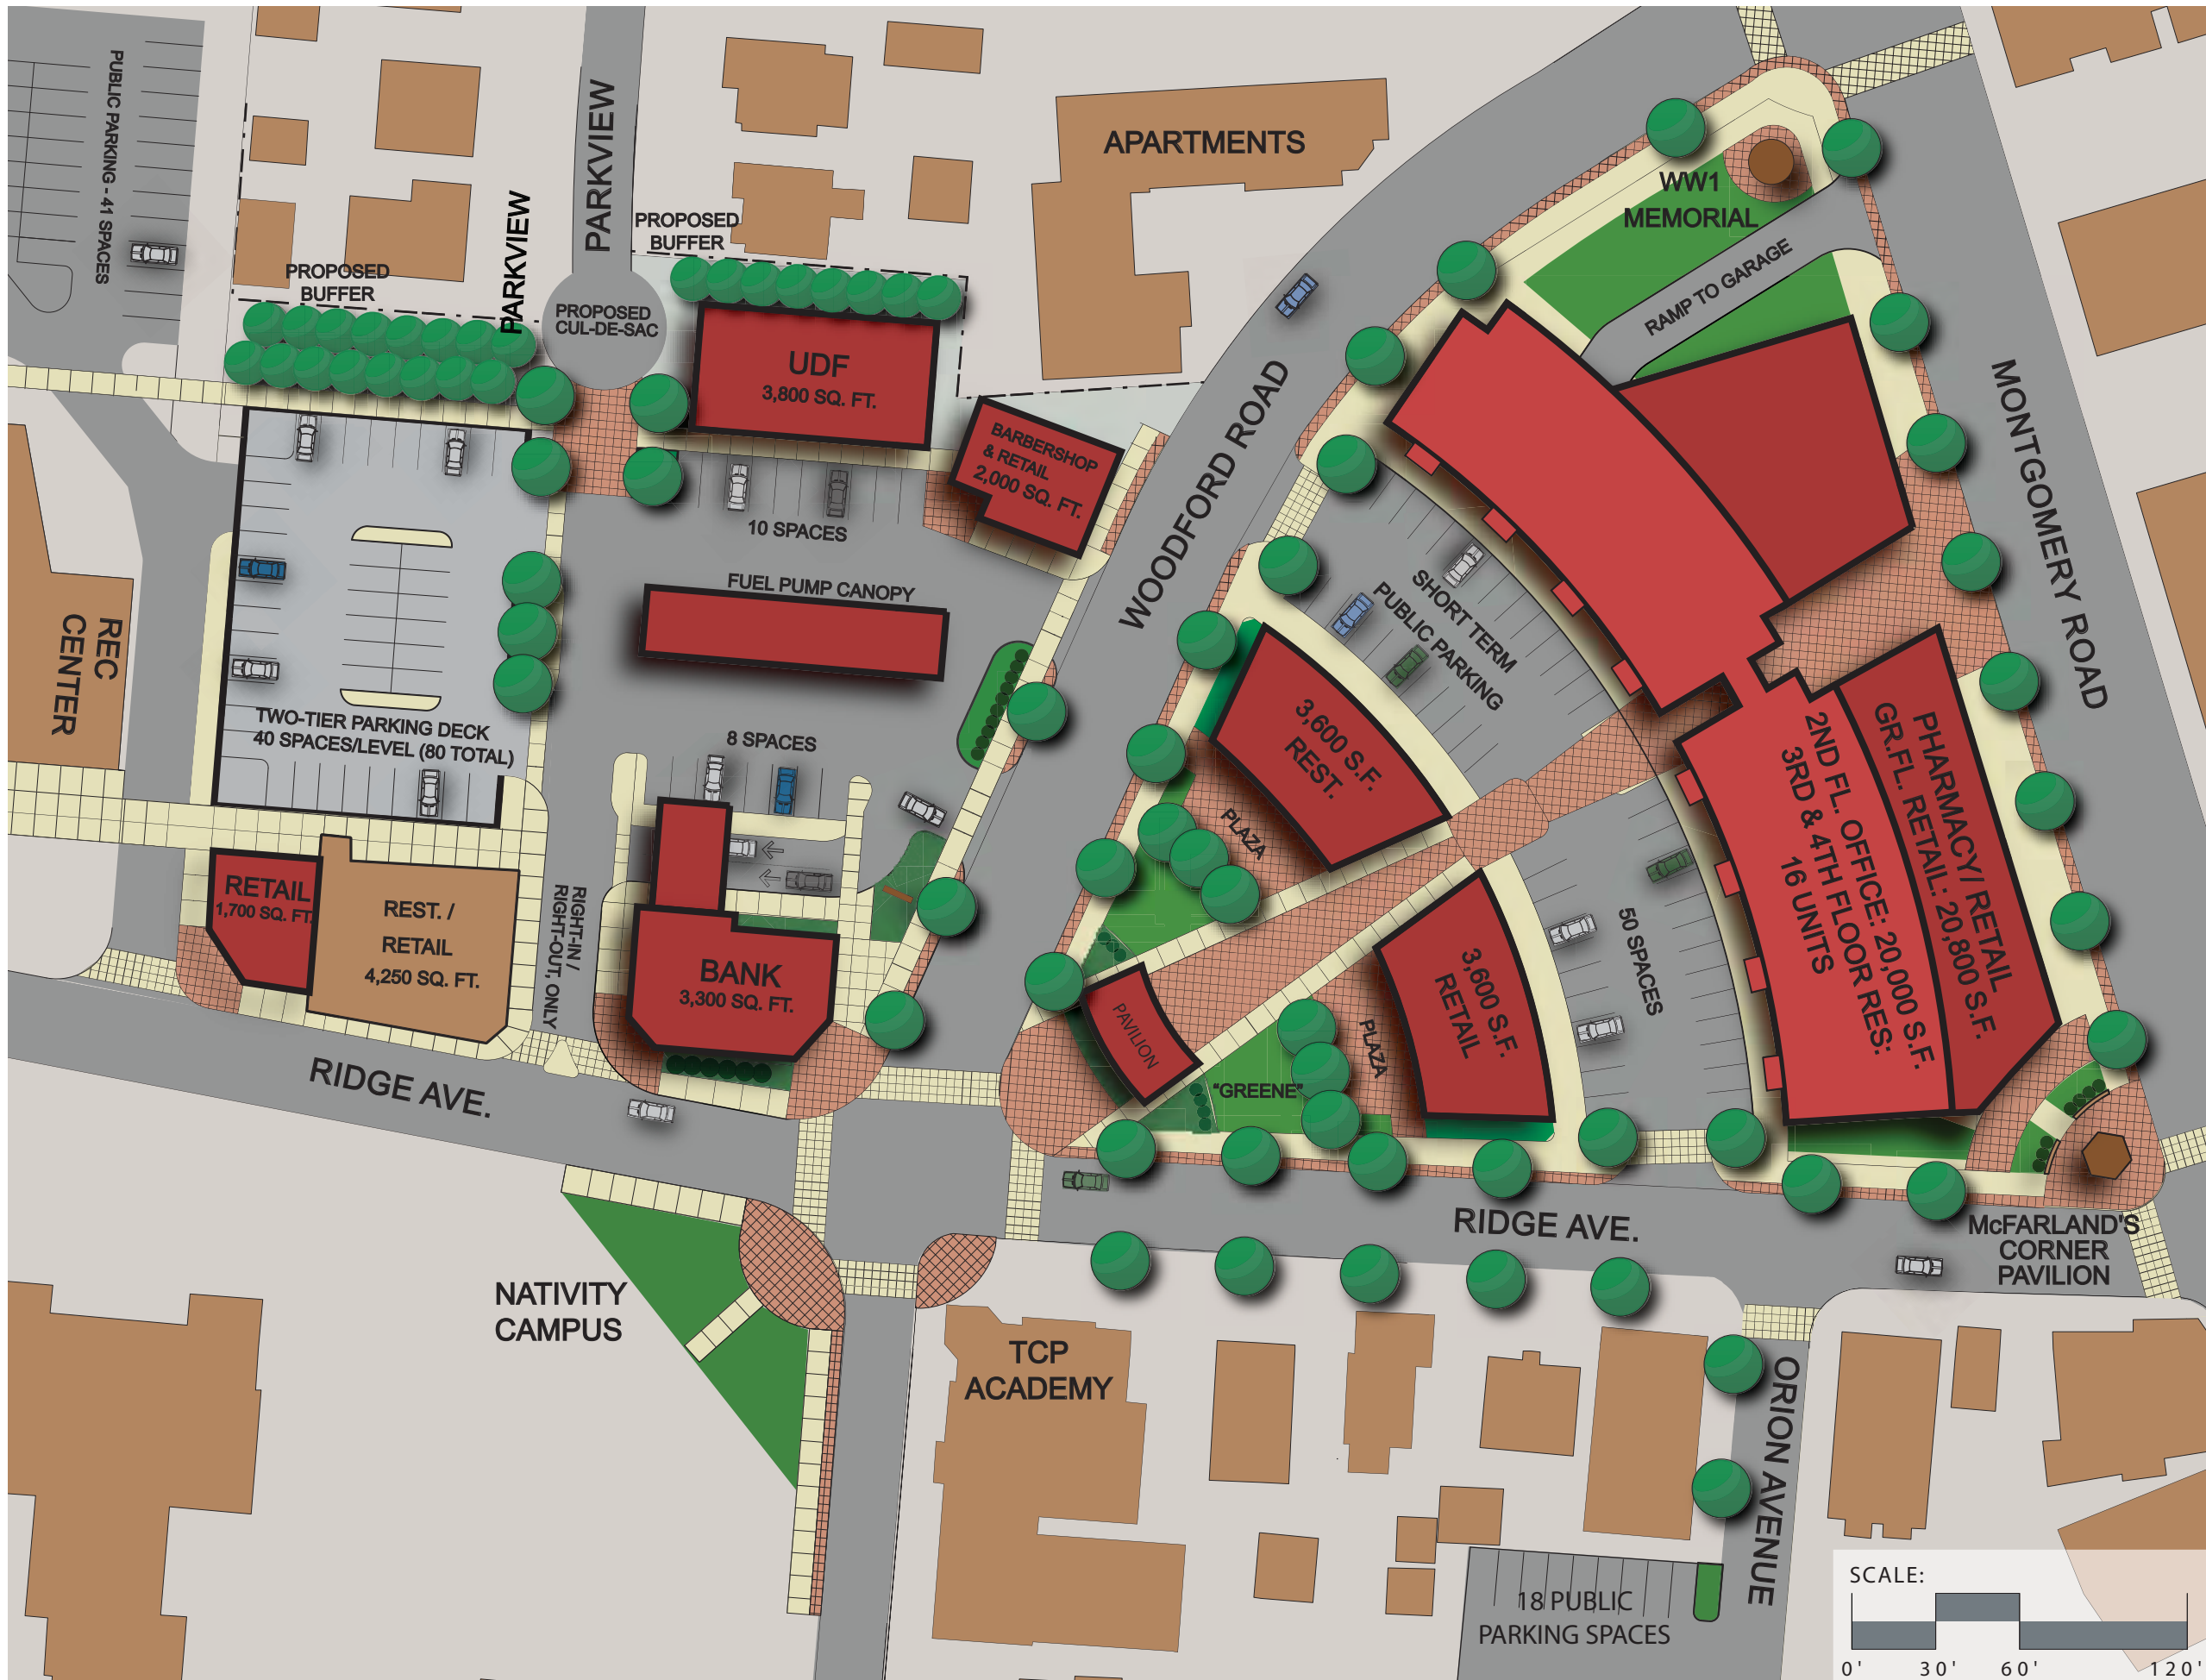 PUBLIC PARKING - 41 SPACES
PARKVIEW
PARKVIEW
PROPOSED
BUFFER
PROPOSED
BUFFER
PROPOSED
CUL-DE-SAC
APARTMENTS
WW1
MEMORIAL
RAMP TO GARAGE
UDF
3,800 SQ. FT.
BARBERSHOP
& RETAIL
2,000 SQ. FT.
10 SPACES
FUEL PUMP CANOPY
WOODFORD ROAD
MONTGOMERY ROAD
SHORT TERM
PUBLIC PARKING
REC
CENTER
TWO-TIER PARKING DECK
40 SPACES/LEVEL (80 TOTAL)
8 SPACES
3,600 S.F.
REST.
PLAZA
PHARMACY/ RETAIL
GR.FL. RETAIL: 20,800 S.F.
2ND FL. OFFICE: 20,000 S.F.
3RD & 4TH FLOOR RES:
16 UNITS
RETAIL
1,700 SQ. FT.
REST. /
RETAIL
4,250 SQ. FT.
RIGHT-IN /
RIGHT-OUT, ONLY
BANK
3,300 SQ. FT.
50 SPACES
3,600 S.F.
RETAIL
PAVILION
PLAZA
"GREENE"
RIDGE AVE.
RIDGE AVE.
McFARLAND'S
CORNER
PAVILION
NATIVITY
CAMPUS
TCP
ACADEMY
ORION AVENUE
18 PUBLIC
PARKING SPACES
SCALE:
0' 30' 60' 120'